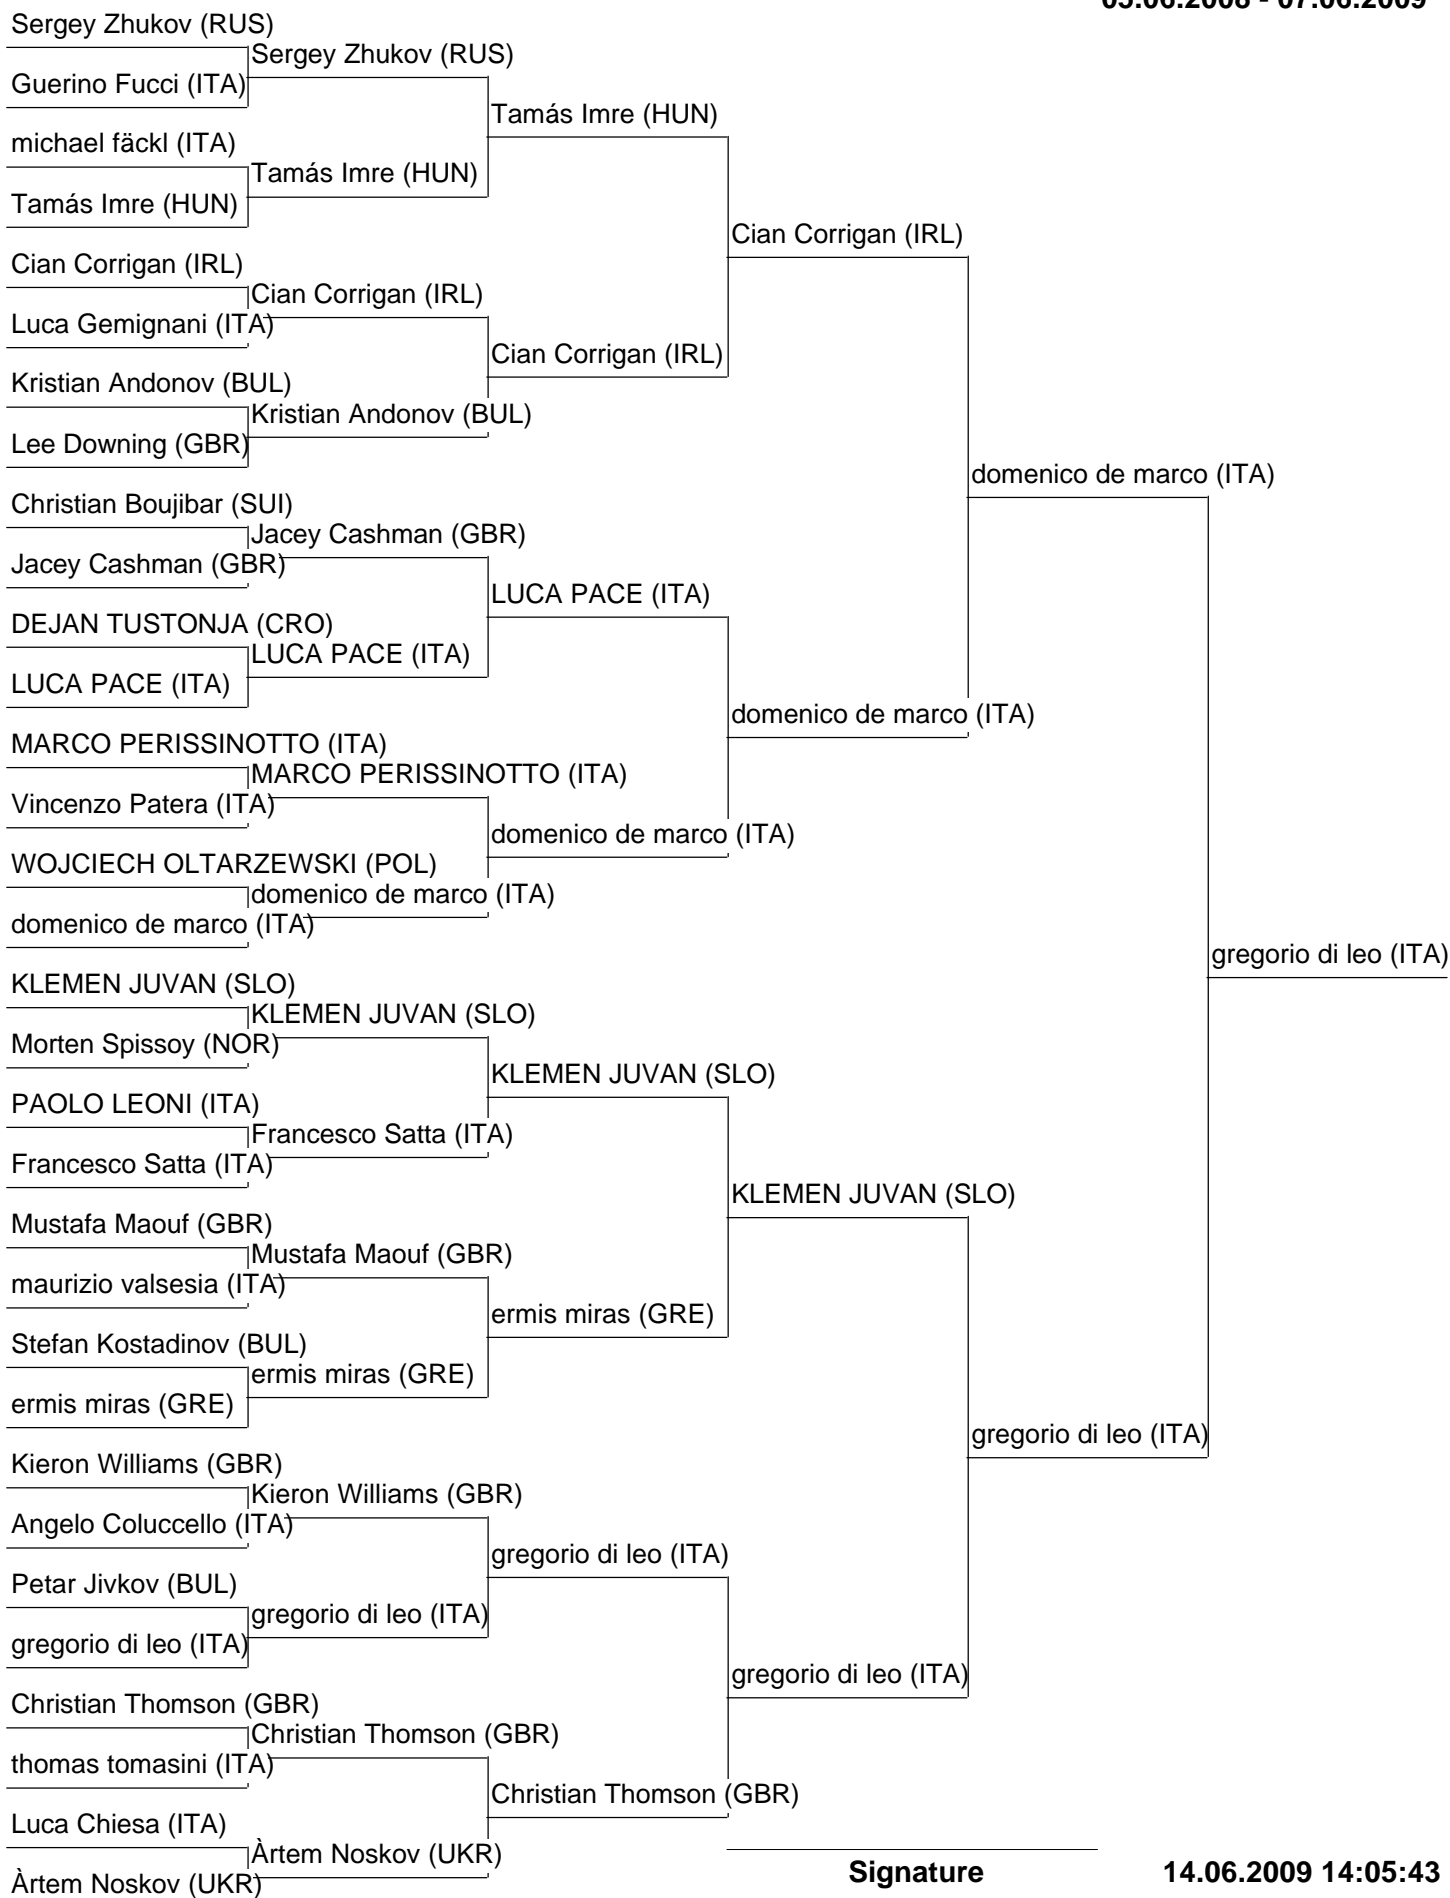 05.06.2008 - 07.06.2009
Sergey Zhukov (RUS)
Sergey Zhukov (RUS)
Guerino Fucci (ITA)
Tamás Imre (HUN)
michael fäckl (ITA)
Tamás Imre (HUN)
Tamás Imre (HUN)
Cian Corrigan (IRL)
Cian Corrigan (IRL)
Cian Corrigan (IRL)
Luca Gemignani (ITA)
Cian Corrigan (IRL)
Kristian Andonov (BUL)
Kristian Andonov (BUL)
Lee Downing (GBR)
domenico de marco (ITA)
Christian Boujibar (SUI)
Jacey Cashman (GBR)
Jacey Cashman (GBR)
LUCA PACE (ITA)
DEJAN TUSTONJA (CRO)
LUCA PACE (ITA)
LUCA PACE (ITA)
domenico de marco (ITA)
MARCO PERISSINOTTO (ITA)
MARCO PERISSINOTTO (ITA)
Vincenzo Patera (ITA)
domenico de marco (ITA)
WOJCIECH OLTARZEWSKI (POL)
domenico de marco (ITA)
domenico de marco (ITA)
gregorio di leo (ITA)
KLEMEN JUVAN (SLO)
KLEMEN JUVAN (SLO)
Morten Spissoy (NOR)
KLEMEN JUVAN (SLO)
PAOLO LEONI (ITA)
Francesco Satta (ITA)
Francesco Satta (ITA)
KLEMEN JUVAN (SLO)
Mustafa Maouf (GBR)
Mustafa Maouf (GBR)
maurizio valsesia (ITA)
ermis miras (GRE)
Stefan Kostadinov (BUL)
ermis miras (GRE)
ermis miras (GRE)
gregorio di leo (ITA)
Kieron Williams (GBR)
Kieron Williams (GBR)
Angelo Coluccello (ITA)
gregorio di leo (ITA)
Petar Jivkov (BUL)
gregorio di leo (ITA)
gregorio di leo (ITA)
gregorio di leo (ITA)
Christian Thomson (GBR)
Christian Thomson (GBR)
thomas tomasini (ITA)
Christian Thomson (GBR)
Luca Chiesa (ITA)
Àrtem Noskov (UKR)
Àrtem Noskov (UKR)
Signature
14.06.2009 14:05:43